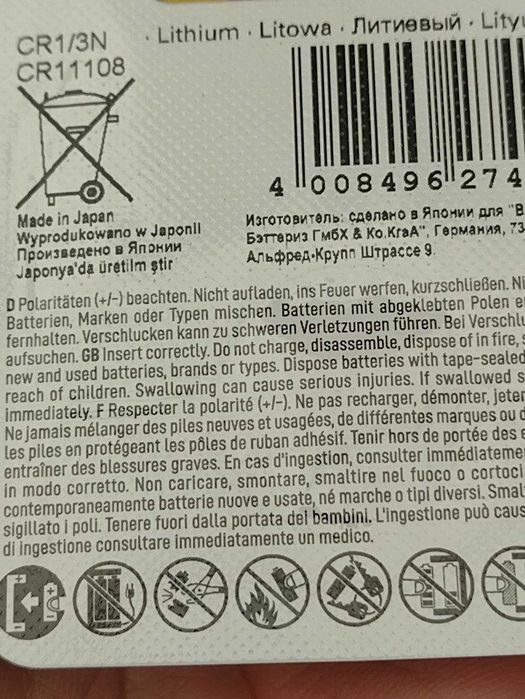 CR1/3N
CR11108
· Lithium · Litowa · Литиевый ·
4 008496 274
Made in Japan
Wyprodukowano w JaponII
Произведено в Японии
Japonya'da üretilm ştir
Изготовитель: сделано в Японии для "В
Бэттериз ГмбХ & Ко.КгаА", Германия, 73
Альфред-Крупп Штрассе 9.
D Polaritäten (+/-) beachten. Nicht aufladen, ins Feuer werfen, kurzschließen. Ni
Batterien, Marken oder Typen mischen. Batterien mit abgeklebten Polen e
fernhalten. Verschlucken kann zu schweren Verletzungen führen. Bei Verschlu
aufsuchen. GB Insert correctly. Do not charge, disassemble, dispose of in fire, s
new and used batteries, brands or types. Dispose batteries with tape-sealed
reach of children. Swallowing can cause serious injuries. If swallowed s
immediately. F Respecter la polarité (+/-). Ne pas recharger, démonter, jeter
Ne jamais mélanger des piles neuves et usagées, de différentes marques ou d
les piles en protégeant les pôles de ruban adhésif. Tenir hors de portée des e
entraîner des blessures graves. En cas d'ingestion, consulter immédiateme
in modo corretto. Non caricare, smontare, smaltire nel fuoco o cortoci
contemporaneamente batterie nuove e usate, né marche o tipi diversi. Smal
sigillato i poli. Tenere fuori dalla portata dei bambini. L'ingestione può caus
di ingestione consultare immediatamente un medico.